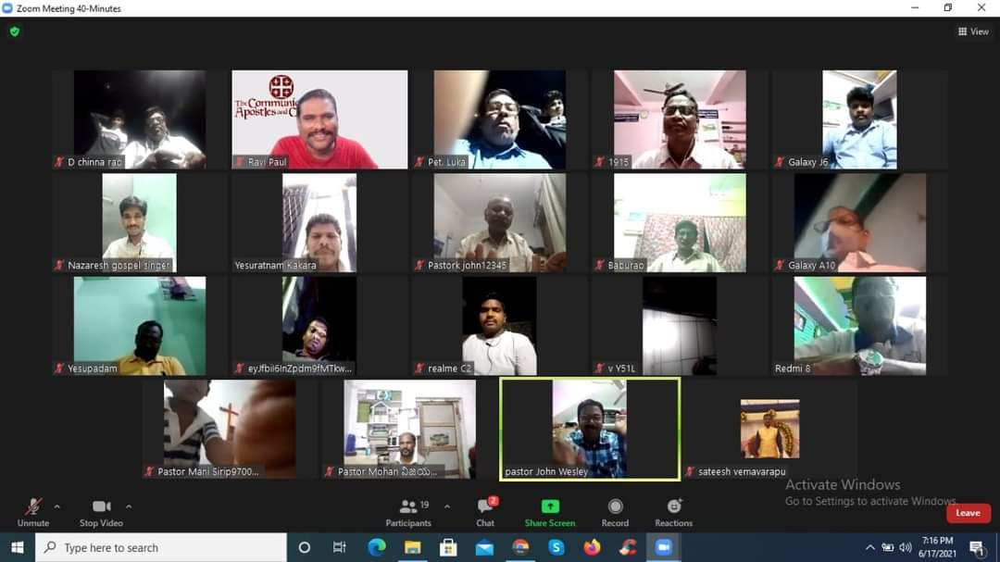 Zoom Meeting 40-Minutes
View
The Communi
Apostles and
D chinna rao
Ravi Paul
Pet. Luka
1915
Galaxy J6
Nazaresh gospel singer
Yesuratnam Kakara
Pastork john12345
Baburao
Galaxy A10
Yesupadam
realme C2
v Y51L
Redmi 8
Pastor Mani Sirip9700...
Pastor Mohan విజయ...
pastor John Wesley
sateesh vemavarapu
Activate Windows
Go to Settings to activate Windows.
Unmute
Stop Video
Participants
19
Chat
2
Share Screen
Record
Reactions
Leave
Type here to search
7:16 PM
6/17/2021
1